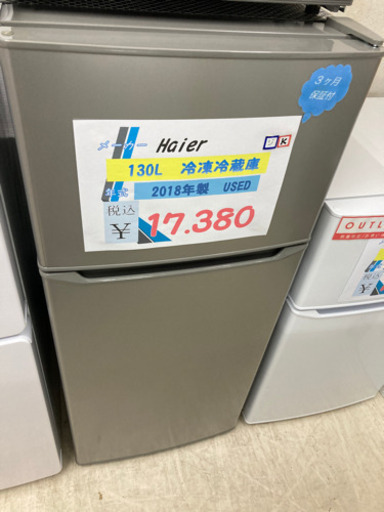 3ヶ月
保証付
メーカー Haier
130L 冷凍冷蔵庫
年式 2018年製 USED
税込
¥17.380
OUTL